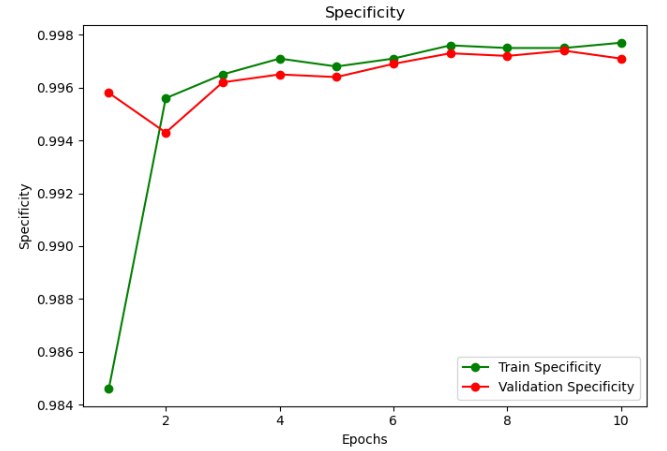 Specificity
0.998
0.996
0.994
0.992
0.990
0.988
0.986
0.984
Specificity
2
4
6
8
10
Epochs
Train Specificity
Validation Specificity